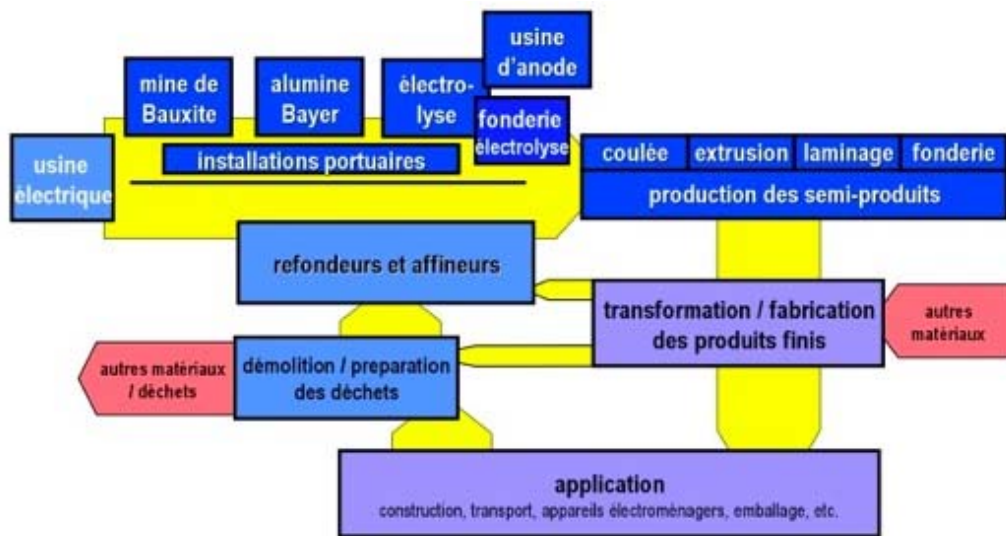 usine
d'anode
mine de
Bauxite
alumine
Bayer
électro-
lyse
fonderie
électrolyse
installations portuaires
usine
électrique
coulée
extrusion
laminage
fonderie
production des semi-produits
refondeurs et affineurs
transformation / fabrication
des produits finis
autres
matériaux
autres matériaux
/ dèchets
démolition / preparation
des dèchets
application
construction, transport, appareils électroménagers, emballage, etc.